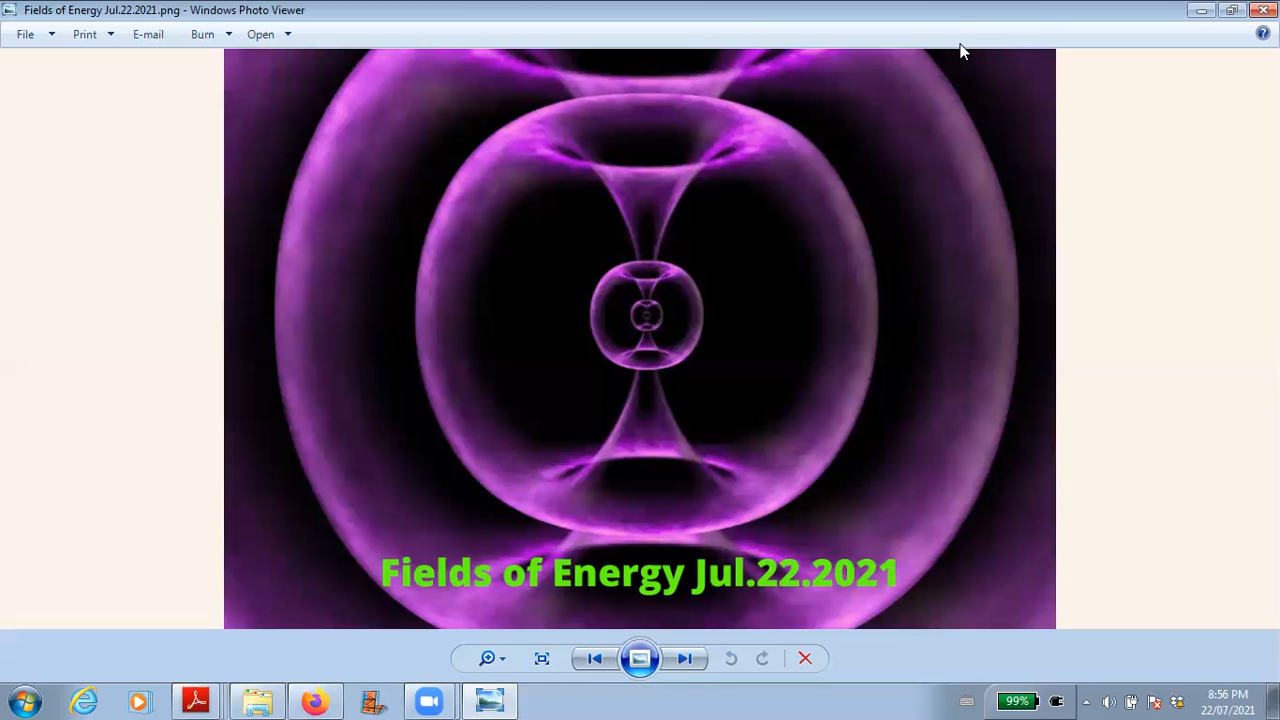 Fields of Energy Jul.22.2021.png - Windows Photo Viewer
File Print E-mail Burn Open
Fields of Energy Jul.22.2021
99%
8:56 PM
22/07/2021